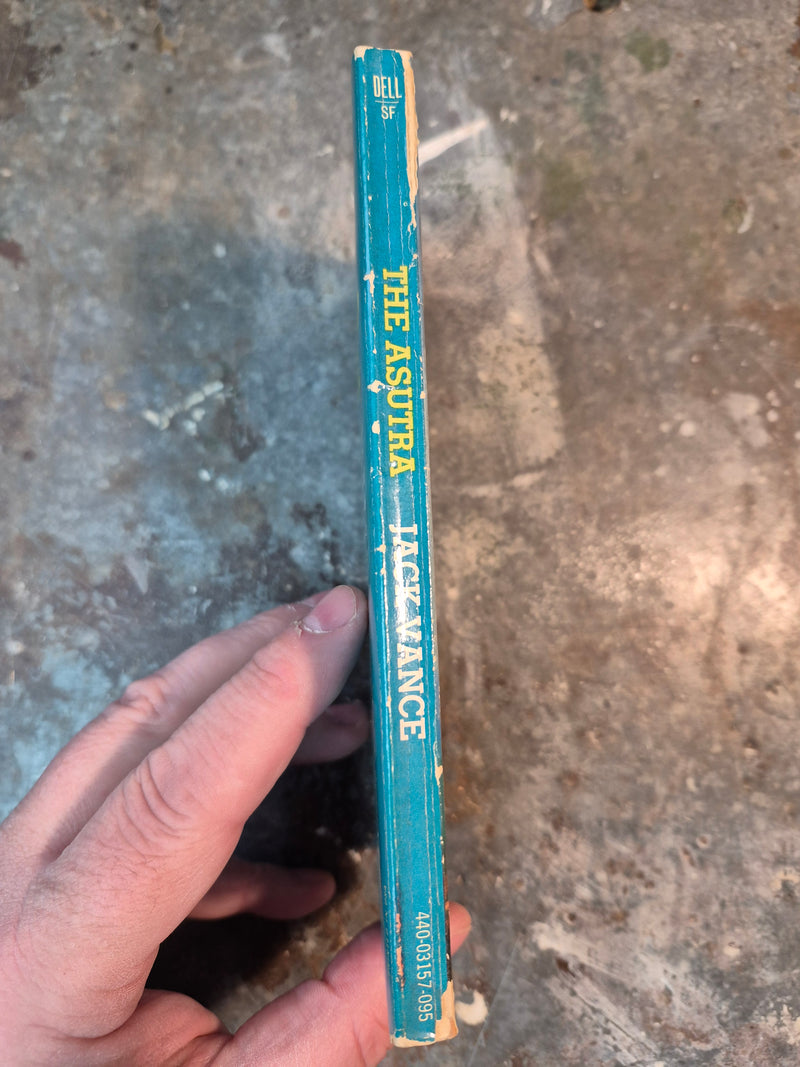 DELL
SF
THE ASUTRA
JACK VANCE
440-03157-095